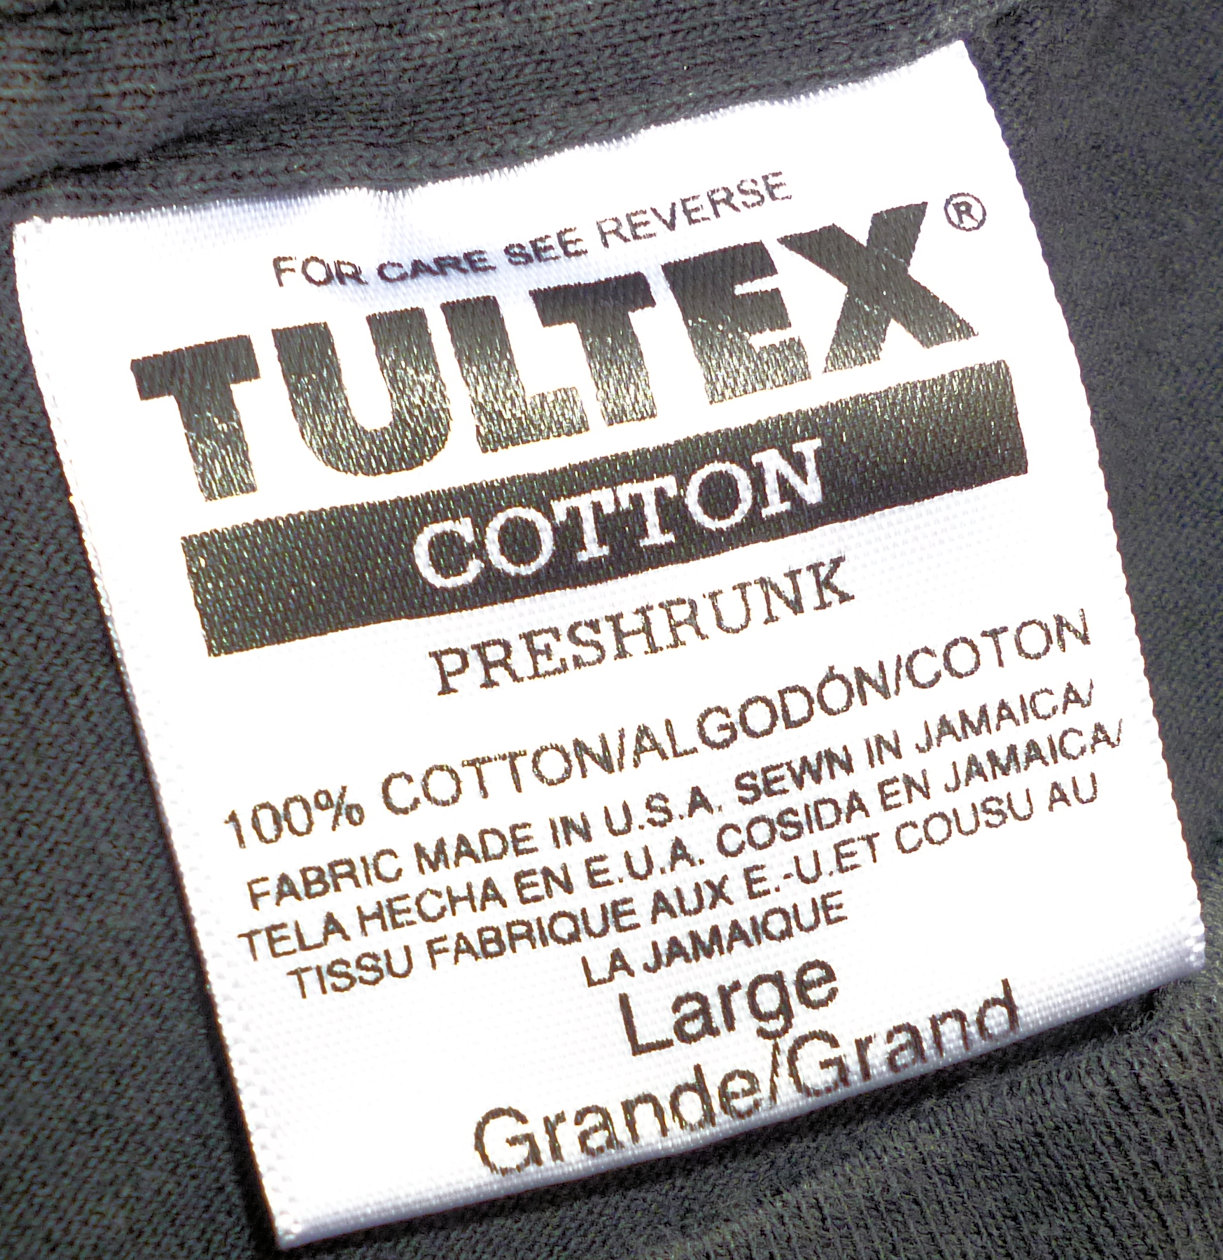 FOR CARE SEE REVERSE
TULTEX®
COTTON
PRESHRUNK
100% COTTON/ALGODÓN/COTON
FABRIC MADE IN U.S.A. SEWN IN JAMAICA/
TELA HECHA EN E.U.A. COSIDA EN JAMAICA/
TISSU FABRIQUE AUX E.-U.ET COUSU AU
LA JAMAIQUE
Large
Grande/Grand